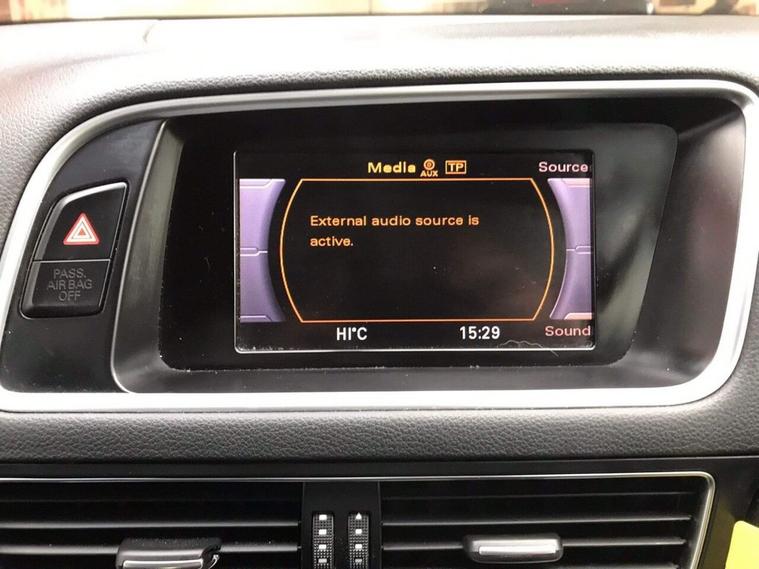 Media AUX TP Source
External audio source is
active.
HI°C 15:29 Sound
PASS.
AIR BAG
OFF